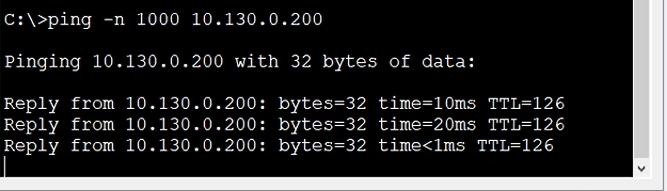 C:\>ping -n 1000 10.130.0.200
Pinging 10.130.0.200 with 32 bytes of data:
Reply from 10.130.0.200: bytes=32 time=10ms TTL=126
Reply from 10.130.0.200: bytes=32 time=20ms TTL=126
Reply from 10.130.0.200: bytes=32 time<1ms TTL=126